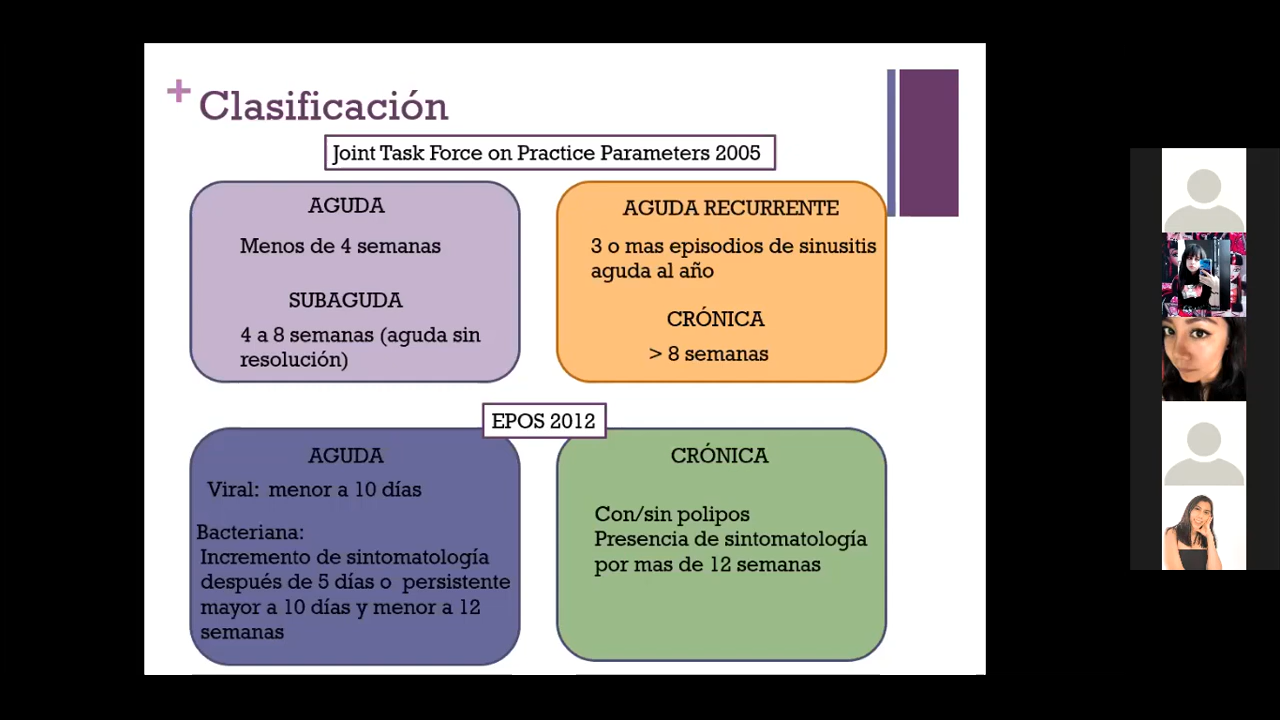 + Clasificación
Joint Task Force on Practice Parameters 2005
AGUDA
Menos de 4 semanas
SUBAGUDA
4 a 8 semanas (aguda sin
resolución)
AGUDA RECURRENTE
3 o mas episodios de sinusitis
aguda al año
CRÓNICA
> 8 semanas
EPOS 2012
AGUDA
Viral: menor a 10 días
Bacteriana:
Incremento de sintomatología
después de 5 días o persistente
mayor a 10 días y menor a 12
semanas
CRÓNICA
Con/sin polipos
Presencia de sintomatología
por mas de 12 semanas